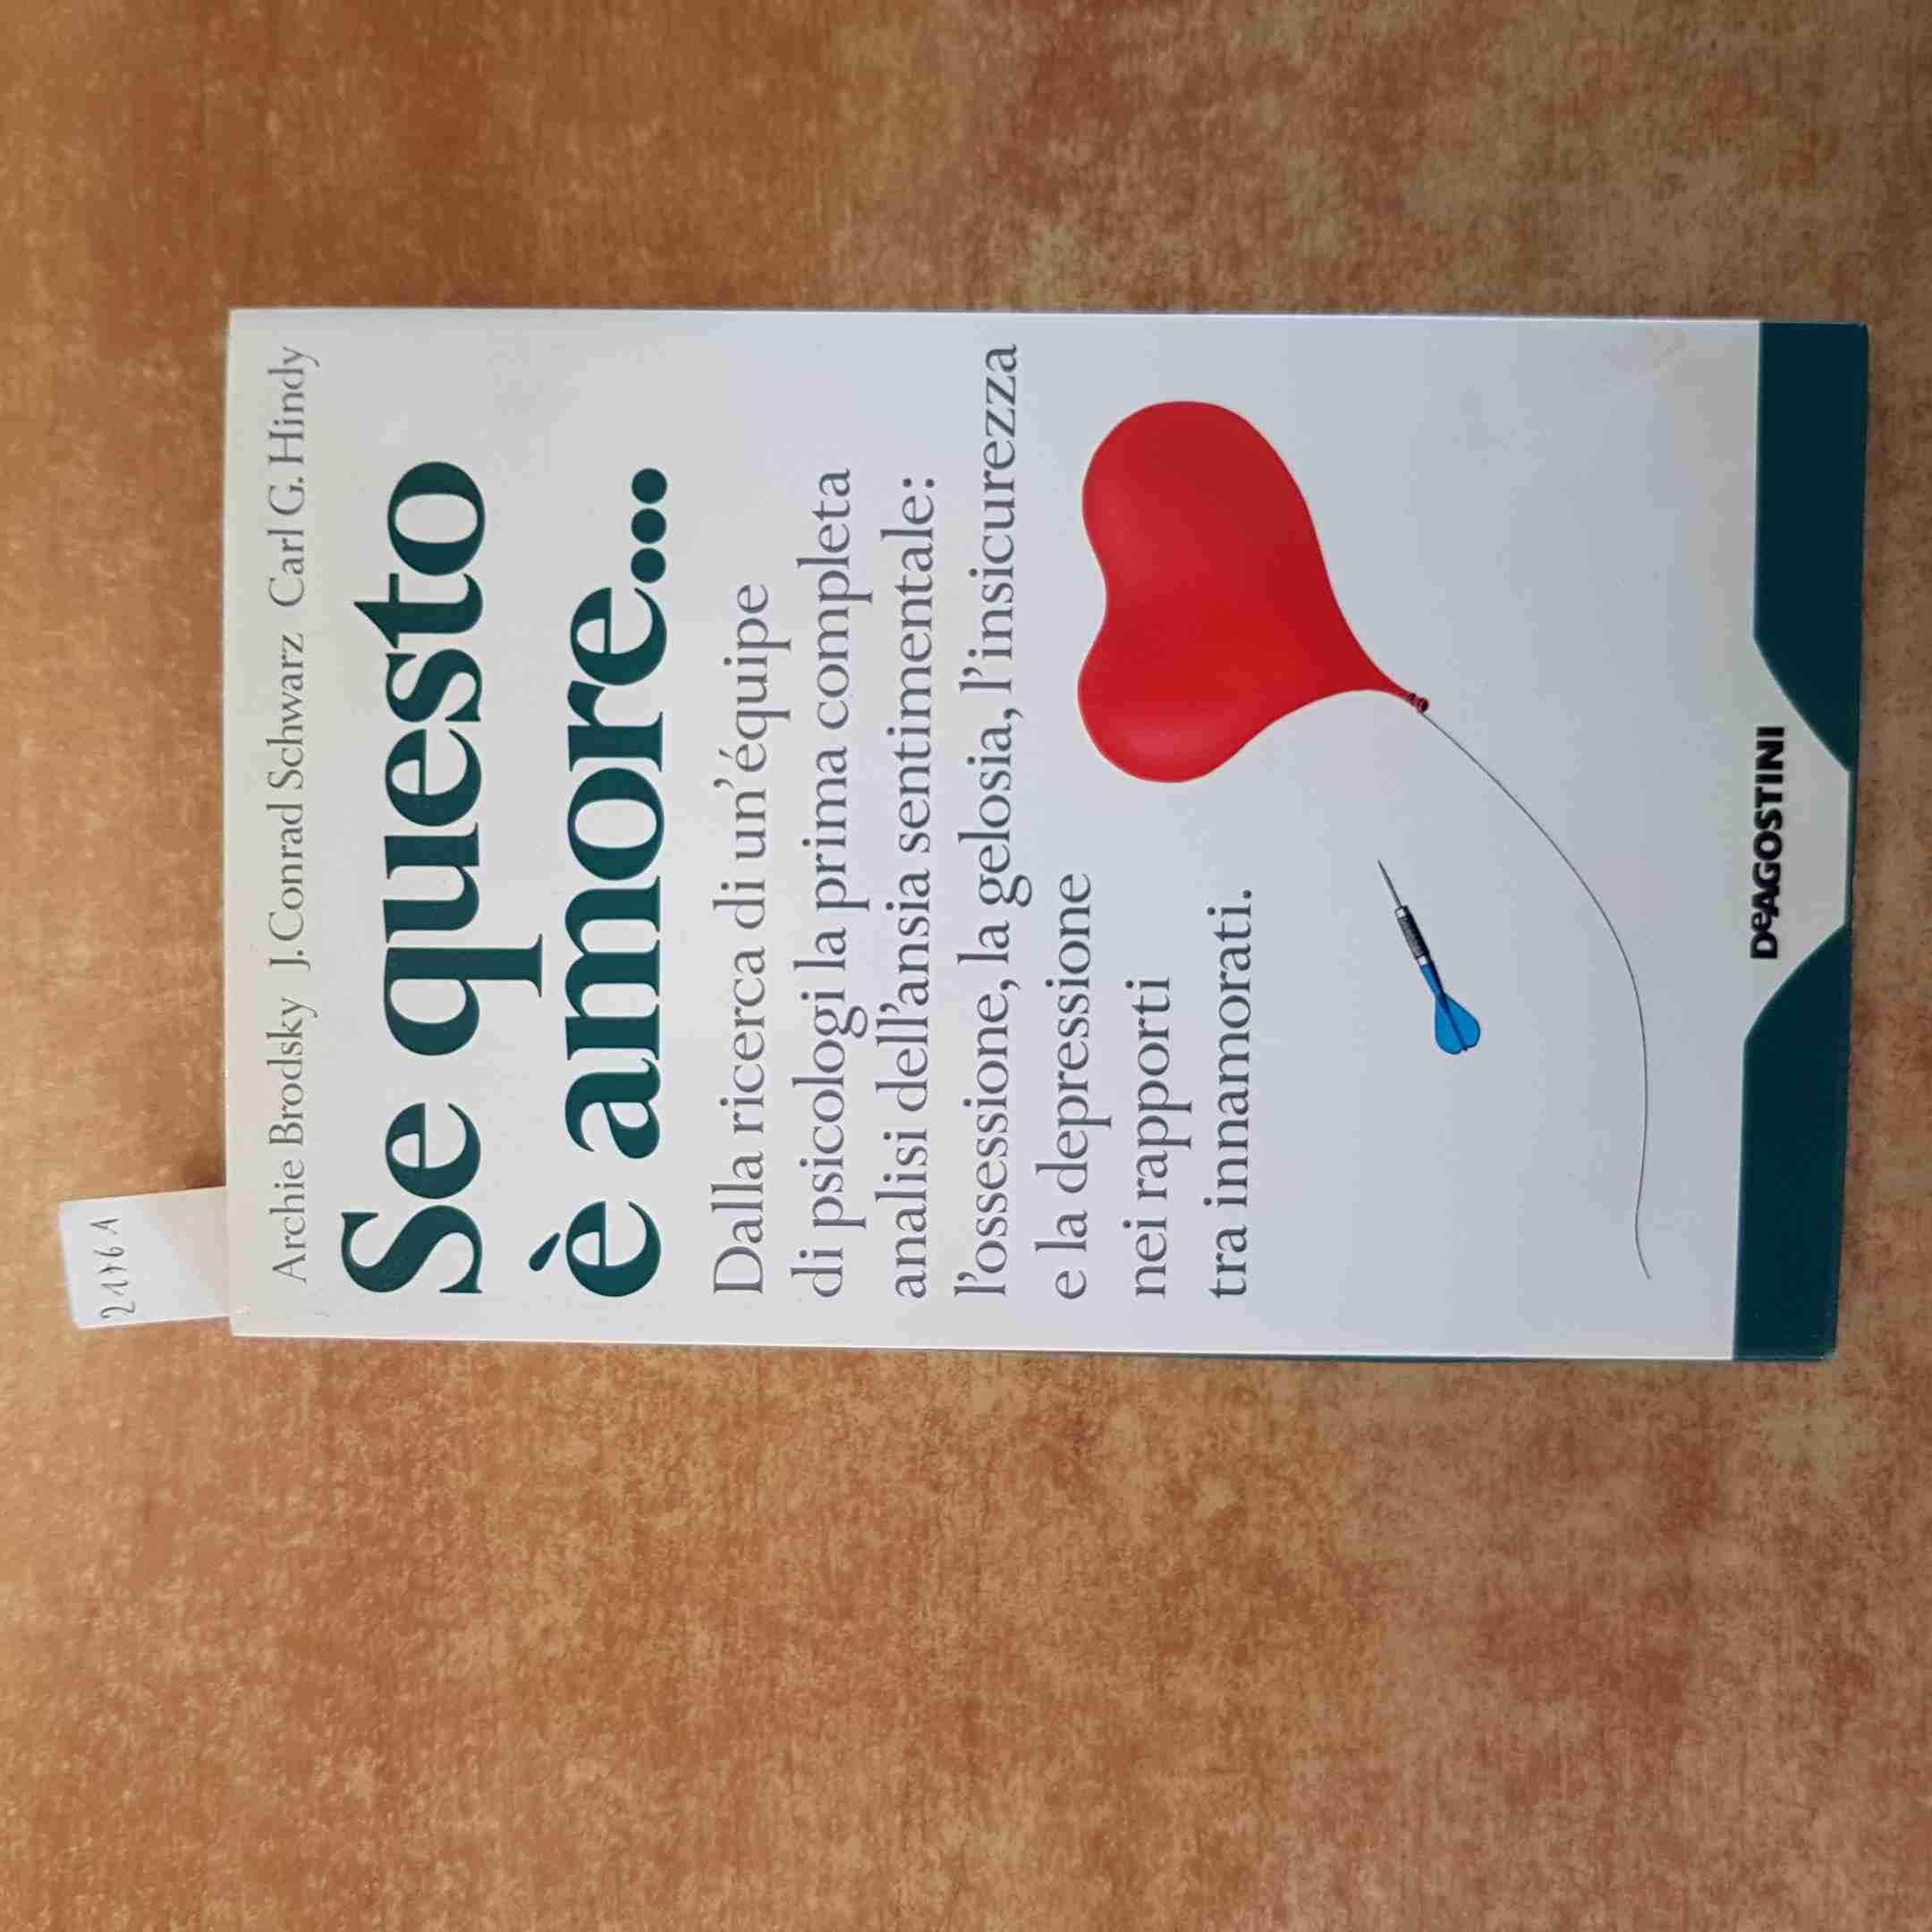 Archie Brodsky J. Conrad Schwarz Carl G. Hindy
Se questo
è amore...
Dalla ricerca di un'équipe
di psicologi la prima completa
analisi dell'ansia sentimentale:
l'ossessione, la gelosia, l'insicurezza
e la depressione
nei rapporti
tra innamorati.
DeAGOSTINI